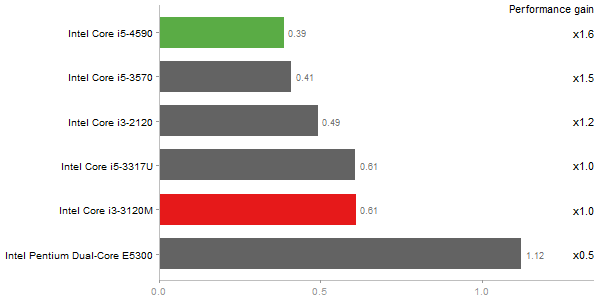 Performance gain
Intel Core i5-4590 0.39 x1.6
Intel Core i5-3570 0.41 x1.5
Intel Core i3-2120 0.49 x1.2
Intel Core i5-3317U 0.61 x1.0
Intel Core i3-3120M 0.61 x1.0
Intel Pentium Dual-Core E5300 1.12 x0.5
0.0 0.5 1.0